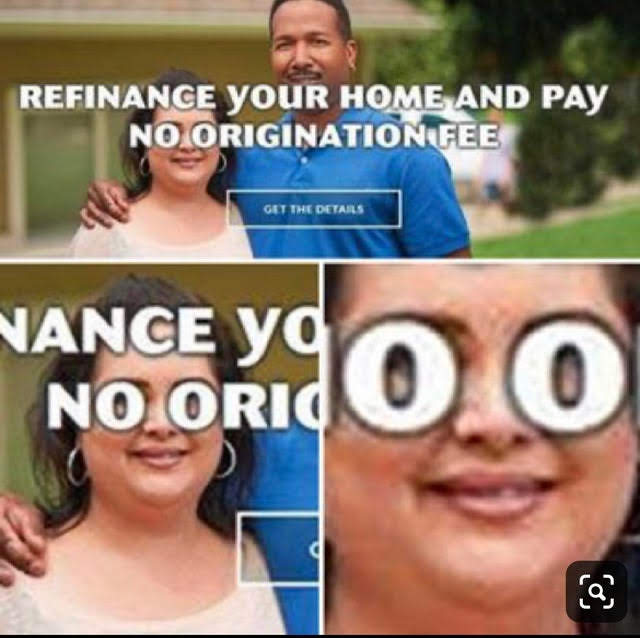 REFINANCE YOUR HOME AND PAY
NO ORIGINATION FEE
GET THE DETAILS
NANCE YO
NO ORIG
O O